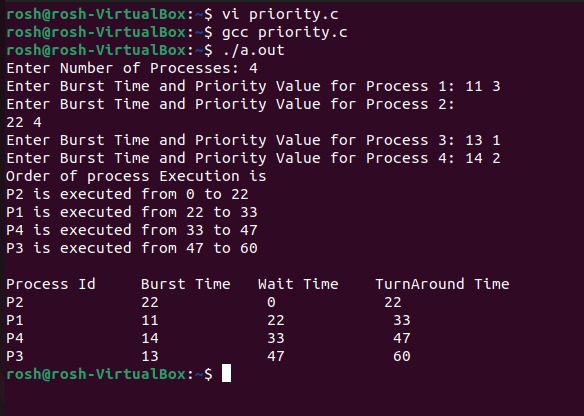 rosh@rosh-VirtualBox:~$ vi priority.c
rosh@rosh-VirtualBox:~$ gcc priority.c
rosh@rosh-VirtualBox:~$ ./a.out
Enter Number of Processes: 4
Enter Burst Time and Priority Value for Process 1: 11 3
Enter Burst Time and Priority Value for Process 2:
22 4
Enter Burst Time and Priority Value for Process 3: 13 1
Enter Burst Time and Priority Value for Process 4: 14 2
Order of process Execution is
P2 is executed from 0 to 22
P1 is executed from 22 to 33
P4 is executed from 33 to 47
P3 is executed from 47 to 60
Process Id     Burst Time   Wait Time    TurnAround Time
P2             22            0            22
P1             11            22            33
P4             14            33            47
P3             13            47            60
rosh@rosh-VirtualBox:~$